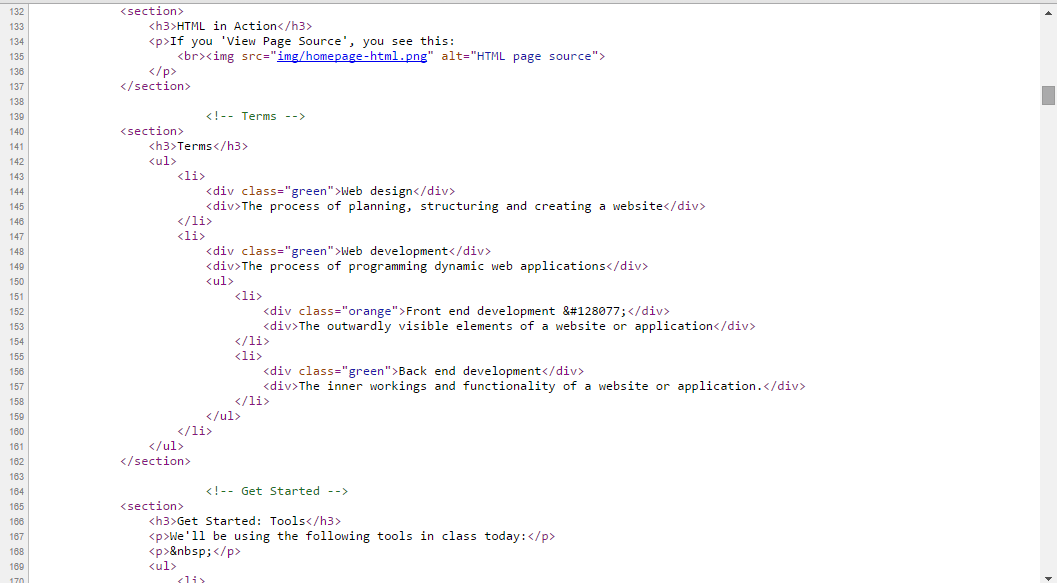 132 <section>
133 <h3>HTML in Action</h3>
134 <p>If you 'View Page Source', you see this:
135 <br><img src="img/homepage-html.png" alt="HTML page source">
136 </p>
137 </section>
138
139 <!-- Terms -->
140 <section>
141 <h3>Terms</h3>
142 <ul>
143 <li>
144 <div class="green">Web design</div>
145 <div>The process of planning, structuring and creating a website</div>
146 </li>
147 <li>
148 <div class="green">Web development</div>
149 <div>The process of programming dynamic web applications</div>
150 <ul>
151 <li>
152 <div class="orange">Front end development &#128077;</div>
153 <div>The outwardly visible elements of a website or application</div>
154 </li>
155 <li>
156 <div class="green">Back end development</div>
157 <div>The inner workings and functionality of a website or application.</div>
158 </li>
159 </ul>
160 </li>
161 </ul>
162 </section>
163
164 <!-- Get Started -->
165 <section>
166 <h3>Get Started: Tools</h3>
167 <p>We'll be using the following tools in class today:</p>
168 <p>&nbsp;</p>
169 <ul>
170 <li>